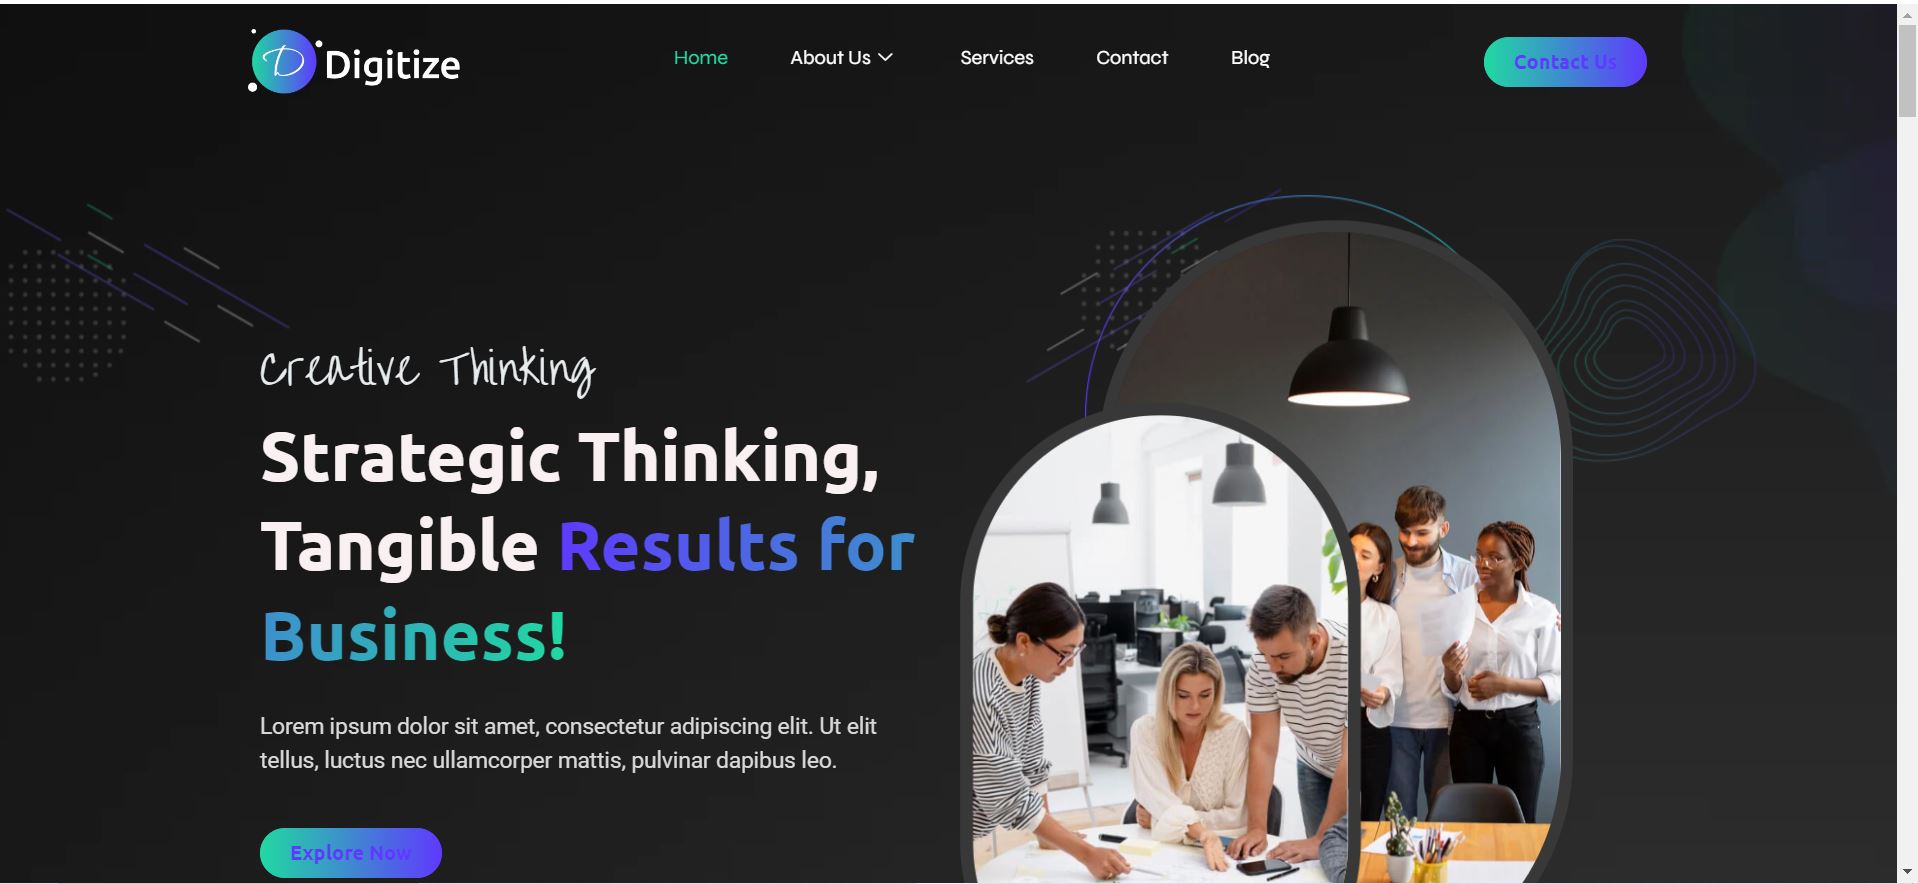 D Digitize
Home About Us Services Contact Blog
Contact Us
Creative Thinking
Strategic Thinking,
Tangible Results for
Business!
Lorem ipsum dolor sit amet, consectetur adipiscing elit. Ut elit
tellus, luctus nec ullamcorper mattis, pulvinar dapibus leo.
Explore Now